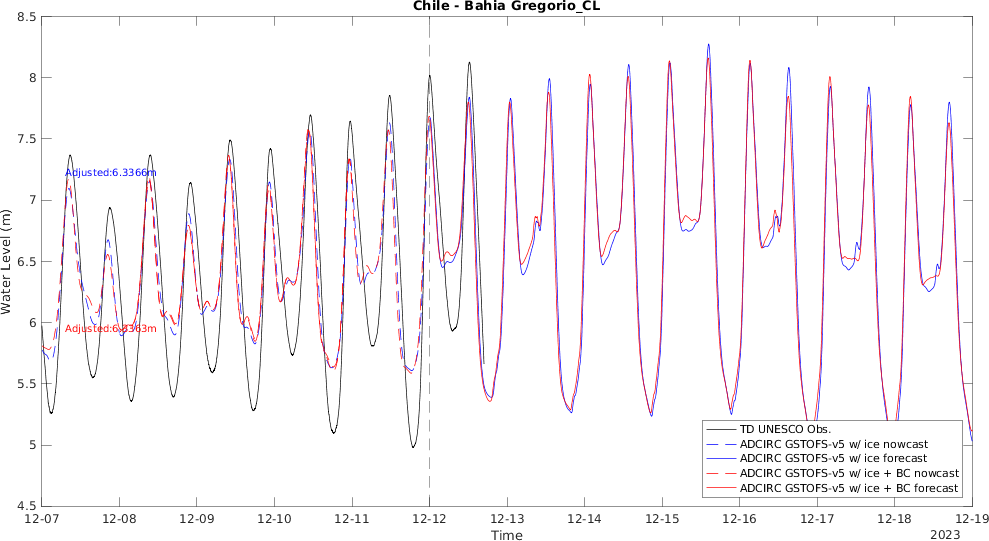 Chile - Bahia Gregorio_CL
8.5
8
7.5
7
6.5
6
5.5
5
4.5
Water Level (m)
Adjusted:6.3366m
Adjusted:6.3363m
TD UNESCO Obs.
ADCIRC GSTOFS-v5 w/ ice nowcast
ADCIRC GSTOFS-v5 w/ ice forecast
ADCIRC GSTOFS-v5 w/ ice + BC nowcast
ADCIRC GSTOFS-v5 w/ ice + BC forecast
12-07 12-08 12-09 12-10 12-11 12-12 12-13 12-14 12-15 12-16 12-17 12-18 12-19
Time
2023